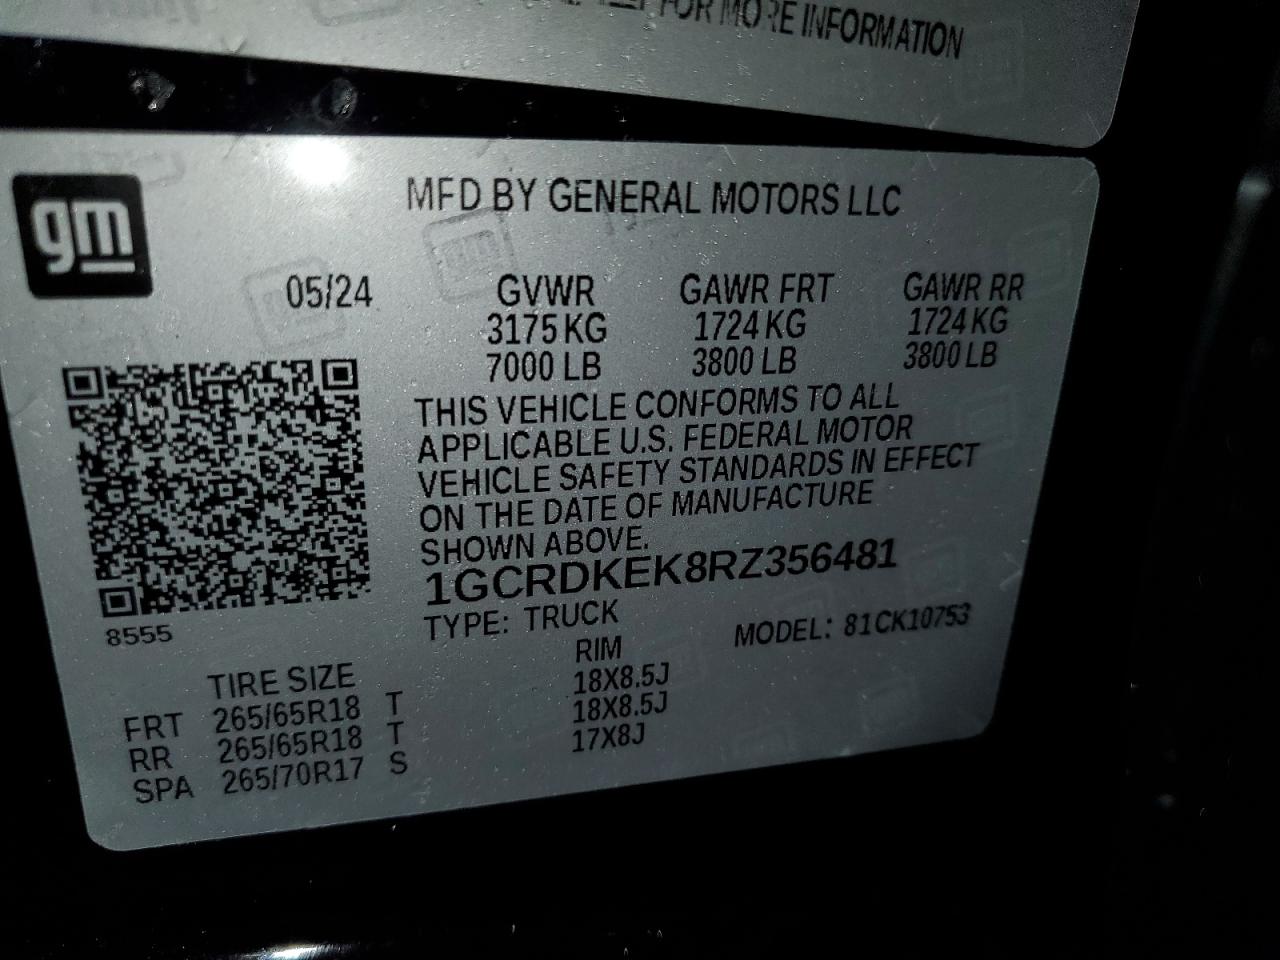 FOR MORE INFORMATION
gm
MFD BY GENERAL MOTORS LLC
05/24 GVWR GAWR FRT GAWR RR
3175 KG 1724 KG 1724 KG
7000 LB 3800 LB 3800 LB
THIS VEHICLE CONFORMS TO ALL
APPLICABLE U.S. FEDERAL MOTOR
VEHICLE SAFETY STANDARDS IN EFFECT
ON THE DATE OF MANUFACTURE
SHOWN ABOVE.
1GCRDKEK8RZ356481
8555
TYPE: TRUCK MODEL: 81CK10753
TIRE SIZE RIM
FRT 265/65R18 T 18X8.5J
RR 265/65R18 T 18X8.5J
SPA 265/70R17 S 17X8J